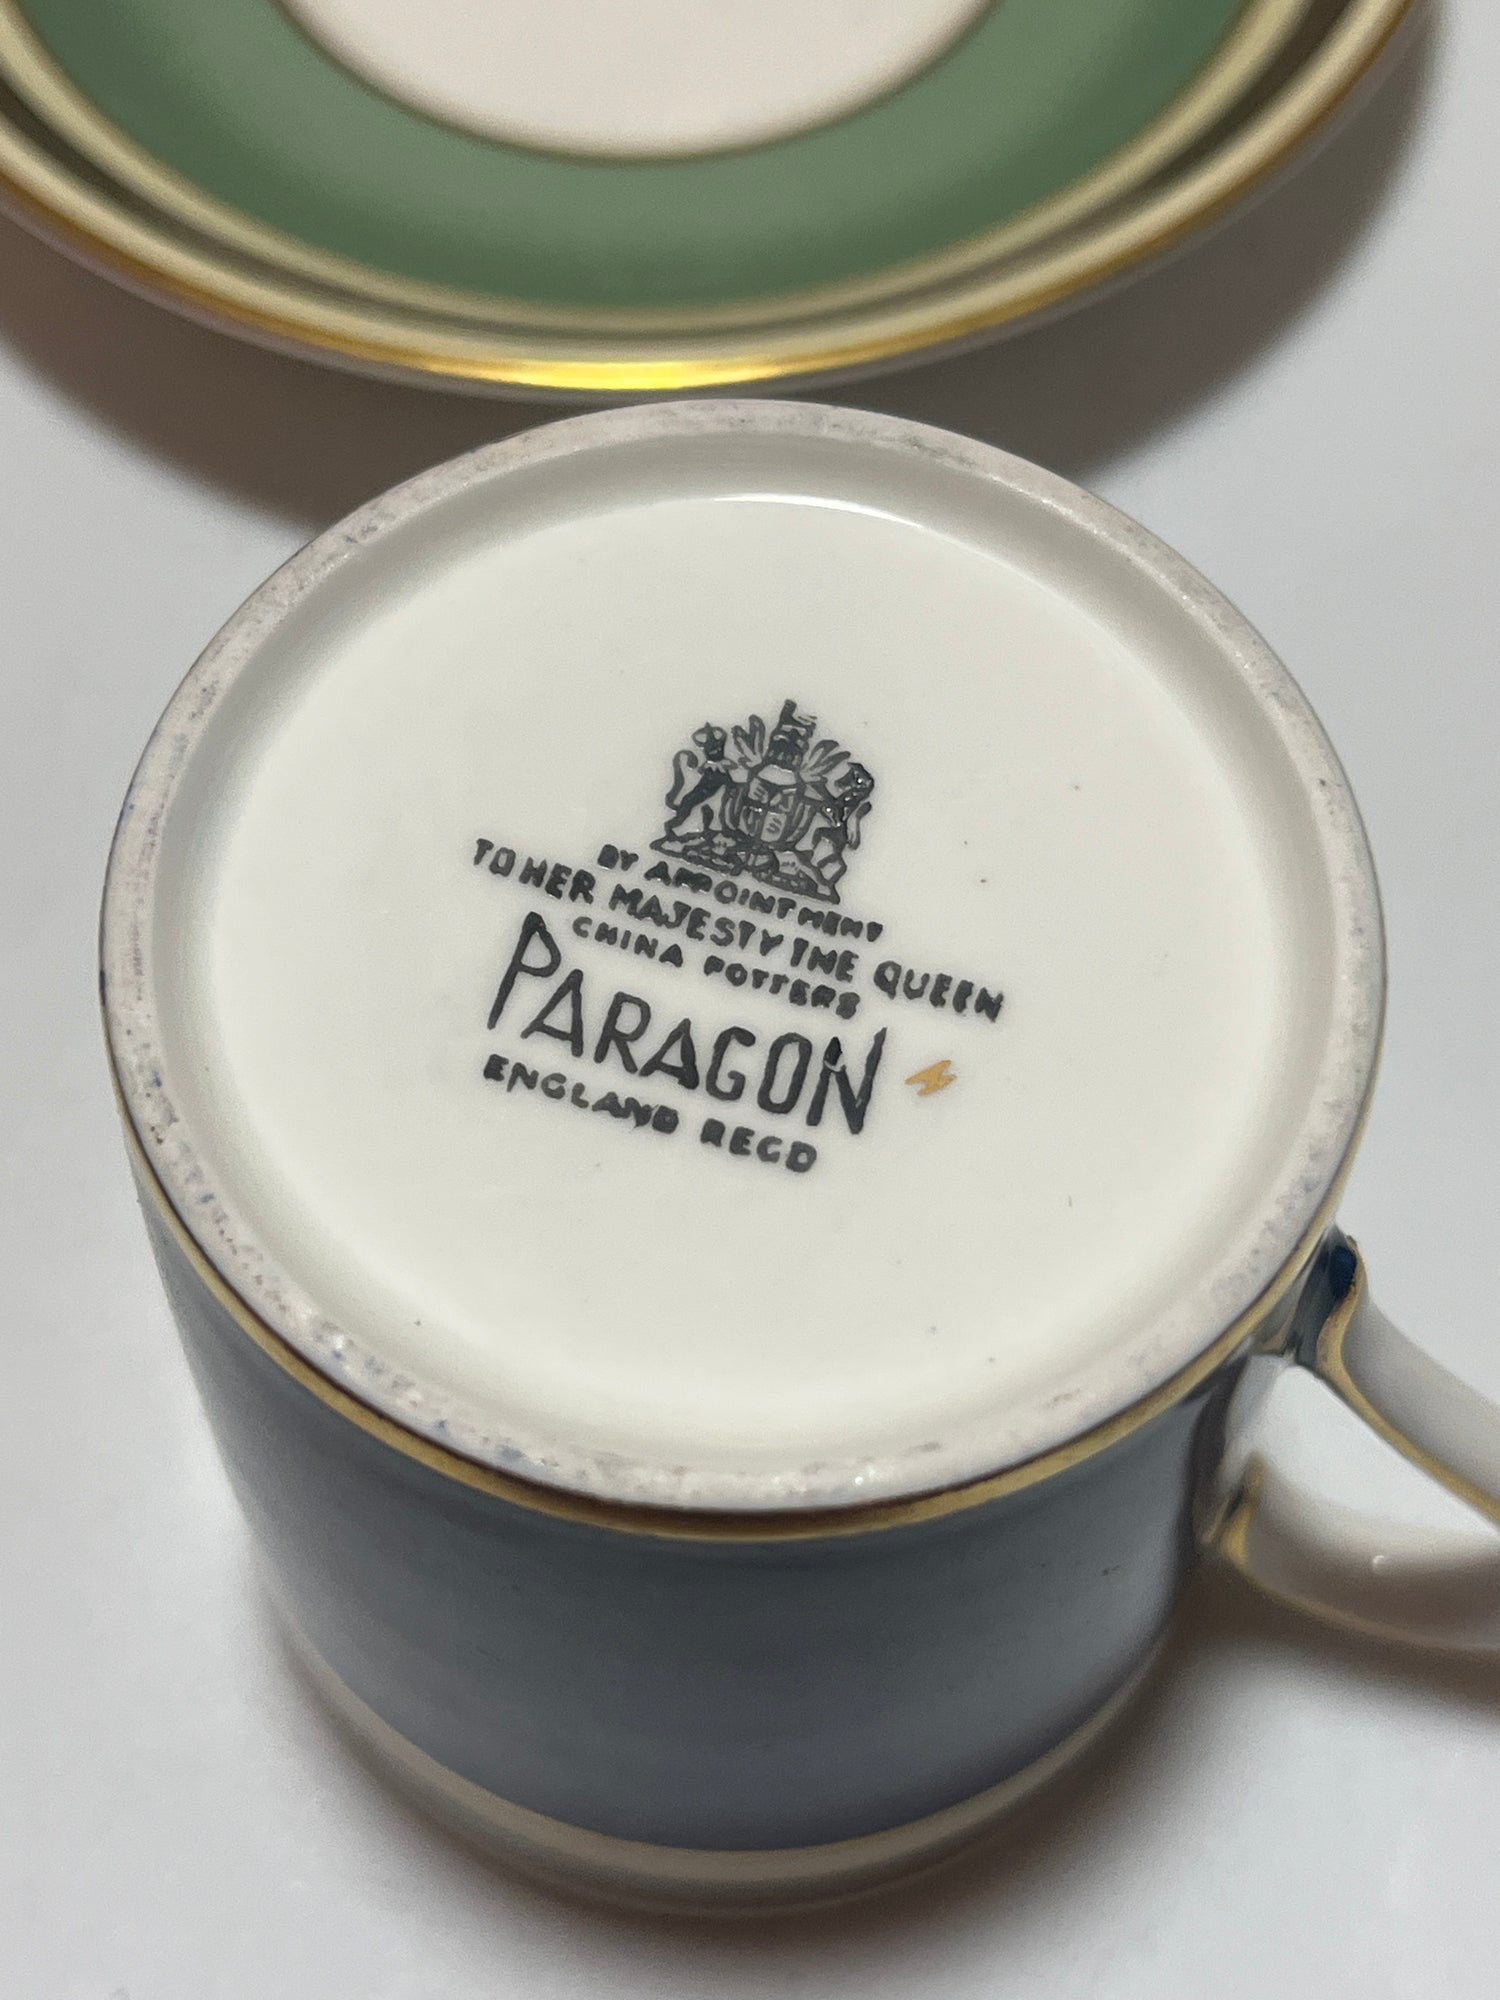 BY APPOINTMENT
TO HER MAJESTY THE QUEEN
CHINA POTTERS
PARAGON
ENGLAND REGD